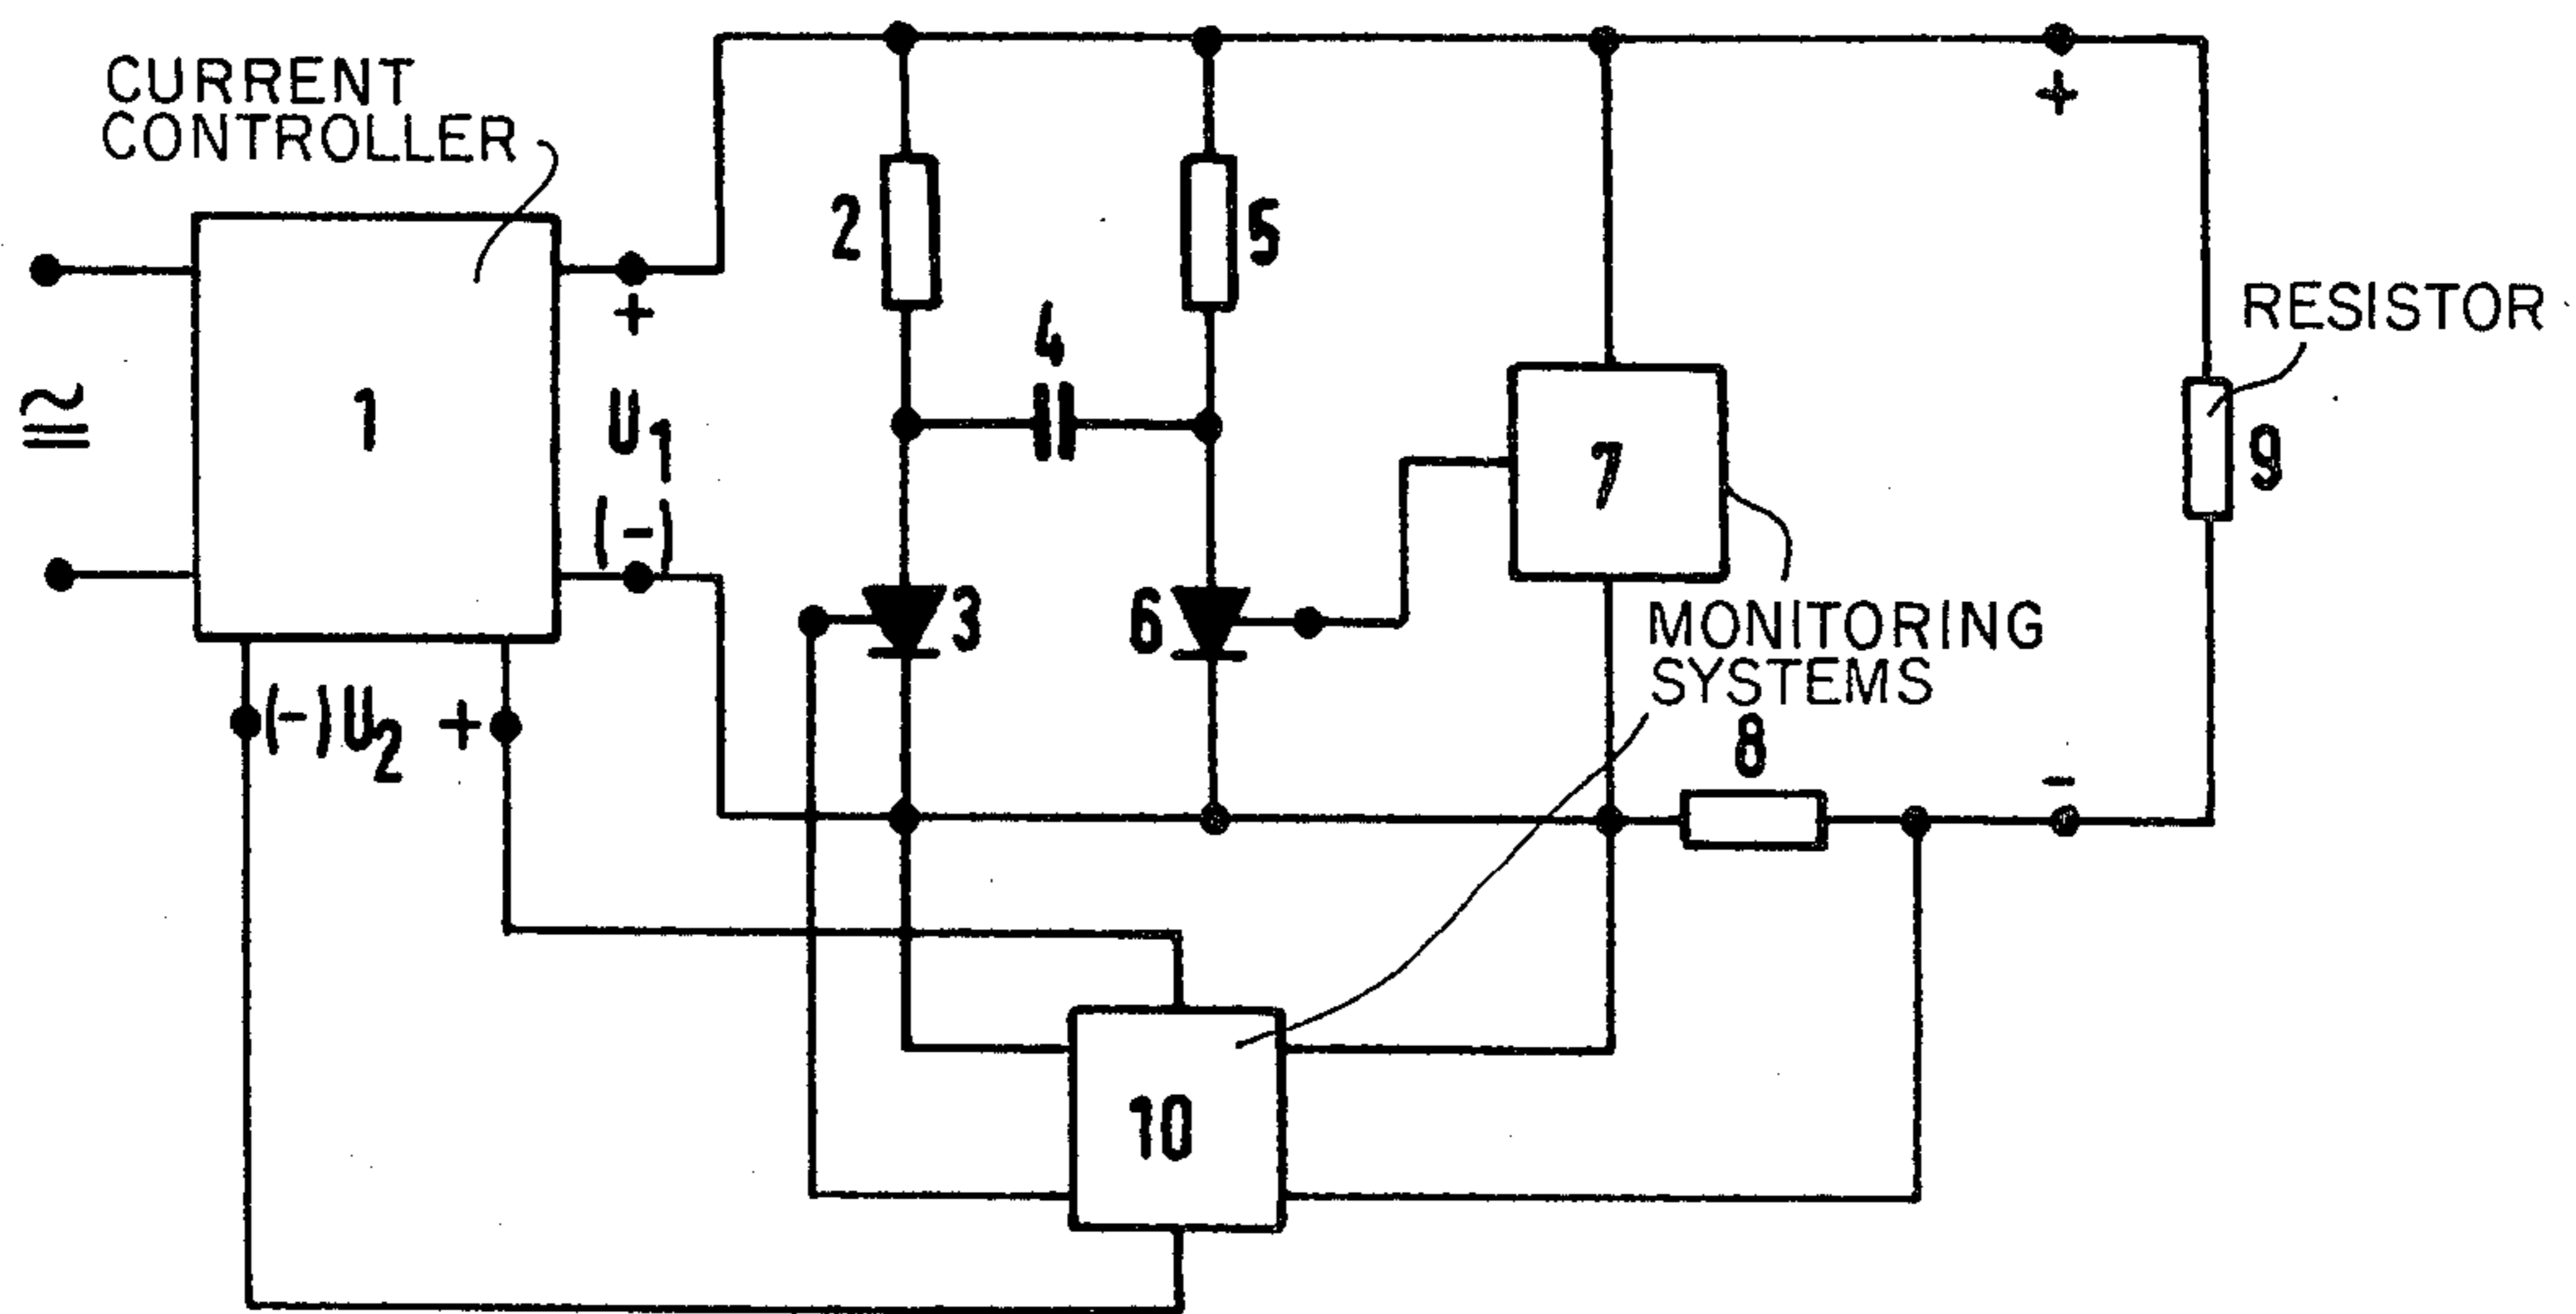 CURRENT
CONTROLLER
1
≅
+
U1
(-)
(-) U2 +
2
5
4
3
6
7
+
RESISTOR
9
MONITORING
SYSTEMS
8
-
10